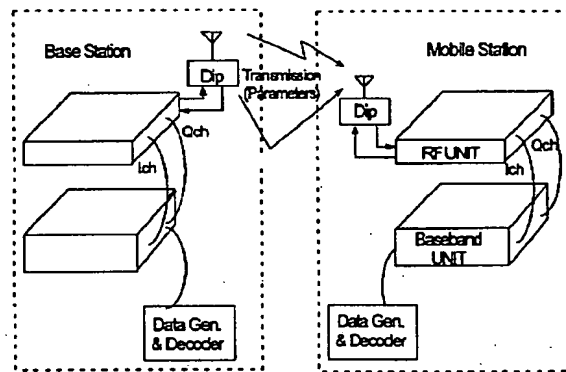 Base Station
Dip
Transmission
(Parameters)
Mobile Station
Dip
Qch
Ich
RF UNIT
Qch
Ich
Baseband
UNIT
Data Gen.
& Decoder
Data Gen.
& Decoder